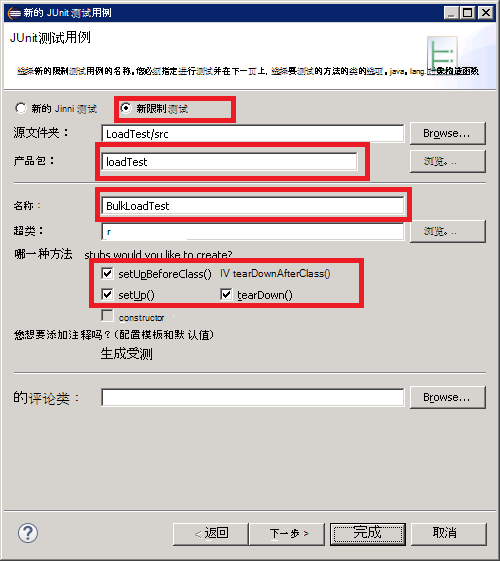 新的 JUnit 测试用例
JUnit测试用例
选择新的限制测试用例的名称。您必须指定进行测试并在下一页上, 选择要测试的方法的类的选项。java, lang.
新的 Jinni 测试
新限制测试
源文件夹:
LoadTest/src
Browse...
产品包:
loadTest
浏览...
名称:
BulkLoadTest
超类:
r
浏览...
哪一种方法 stubs would you like to create?
setUpBeforeClass() IV tearDownAfterClass()
setUp() tearDown()
constructor
您想要添加注释吗?(配置模板和默认值)
生成受测
的评论类:
Browse...
?
< 返回
下一步 >
完成
取消